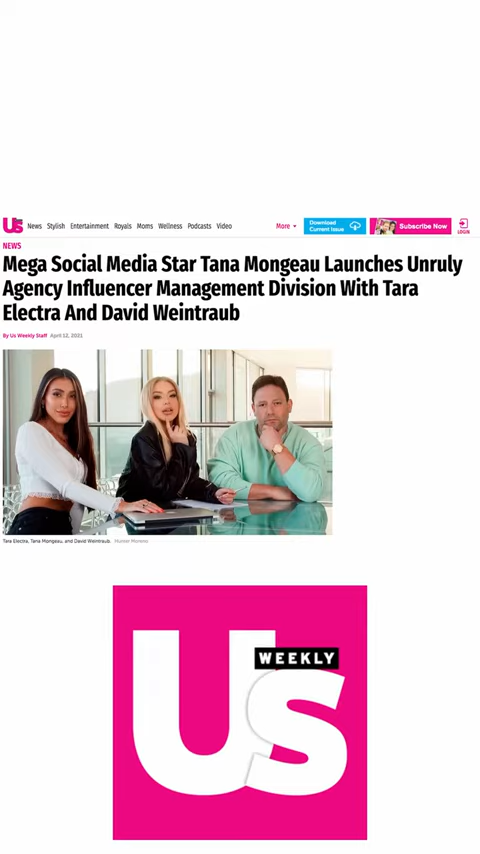 Us
News Stylish Entertainment Royals Moms Wellness Podcasts Video
More
Download
Current Issue
Subscribe Now
LOGIN
NEWS
Mega Social Media Star Tana Mongeau Launches Unruly
Agency Influencer Management Division With Tara
Electra And David Weintraub
By Us Weekly Staff April 12, 2021
Tara Electra, Tana Mongeau, and David Weintraub. Hunter Moreno
Us
WEEKLY